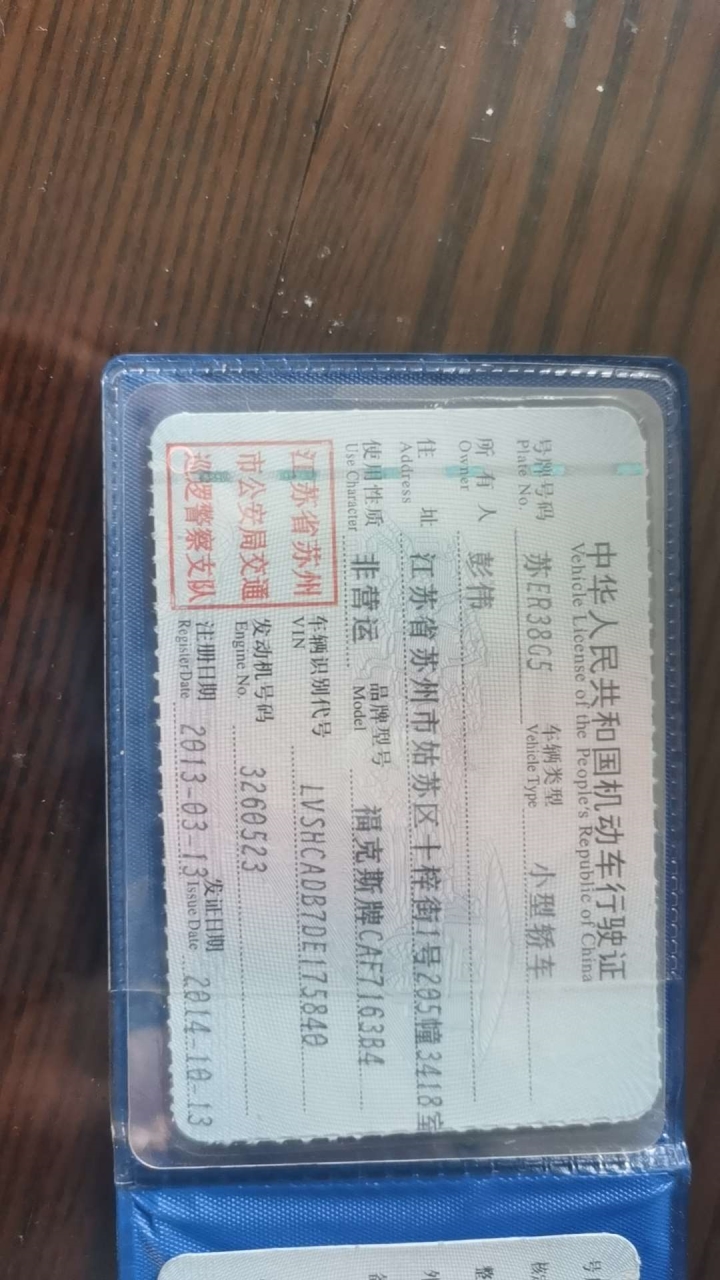 中华人民共和国机动车行驶证
Vehicle License of the People's Republic of China
号牌号码 苏ER38G5 车辆类型 小型轿车
Plate No. Vehicle Type
所有人 彭伟
Owner
住址 江苏省苏州市姑苏区十梓街1号205幢3418室
Address
使用性质 非营运 品牌型号 福克斯牌CAF7163B4
Use Character Model
江苏省苏州
市公安局交通
巡逻警察支队
车辆识别代号 LVSHCADB7DE175840
VIN
发动机号码 3260523
Engine No.
注册日期 2013-03-13 发证日期 2014-10-13
Register Date Issue Date
号
核
整
外